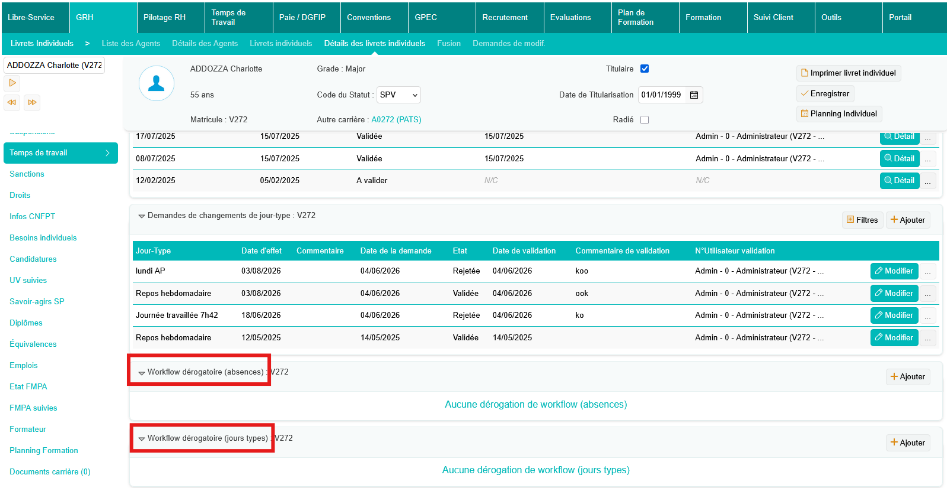 Libre-Service GRH Pilotage RH Temps de Travail Paie / DGFIP Conventions GPEC Recrutement Evaluations Plan de Formation Formation Suivi Client Outils Portail
Livrets Individuels > Liste des Agents Détails des Agents Livrets individuels Détails des livrets individuels Fusion Demandes de modif
ADDOZZA Charlotte (V272
ADDOZZA Charlotte Grade : Major Titulaire Imprimer livret individuel
55 ans Code du Statut : SPV Date de Titularisation 01/01/1999 Enregistrer
Matricule : V272 Autre carrière : A0272 (PATS) Radié Planning Individuel
Temps de travail
Sanctions
Droits
Infos CNFPT
Besoins individuels
Candidatures
UV suivies
Savoir-agirs SP
Diplômes
Équivalences
Emplois
Etat FMPA
FMPA suivies
Formateur
Planning Formation
Documents carrière (0)
17/07/2025 15/07/2025 Validée 15/07/2025 Admin - 0 - Administrateur (V272 - ... Détail ...
08/07/2025 15/07/2025 Validée 15/07/2025 Admin - 0 - Administrateur (V272 - ... Détail ...
12/02/2025 05/02/2025 A valider N/C N/C Détail ...
Demandes de changements de jour-type : V272 Filtres Ajouter
Jour-Type Date d'effet Commentaire Date de la demande Etat Date de validation Commentaire de validation N°Utilisateur validation
lundi AP 03/08/2026 04/06/2026 Rejetée 04/06/2026 koo Admin - 0 - Administrateur (V272 - ... Modifier ...
Repos hebdomadaire 03/08/2026 04/06/2026 Validée 04/06/2026 ook Admin - 0 - Administrateur (V272 - ... Modifier ...
Journée travaillée 7h42 18/06/2026 04/06/2026 Rejetée 04/06/2026 ko Admin - 0 - Administrateur (V272 - ... Modifier ...
Repos hebdomadaire 12/05/2025 14/05/2025 Validée 14/05/2025 Admin - 0 - Administrateur (V272 - ... Modifier ...
Workflow dérogatoire (absences) : V272 Ajouter
Aucune dérogation de workflow (absences)
Workflow dérogatoire (jours types) : V272 Ajouter
Aucune dérogation de workflow (jours types)